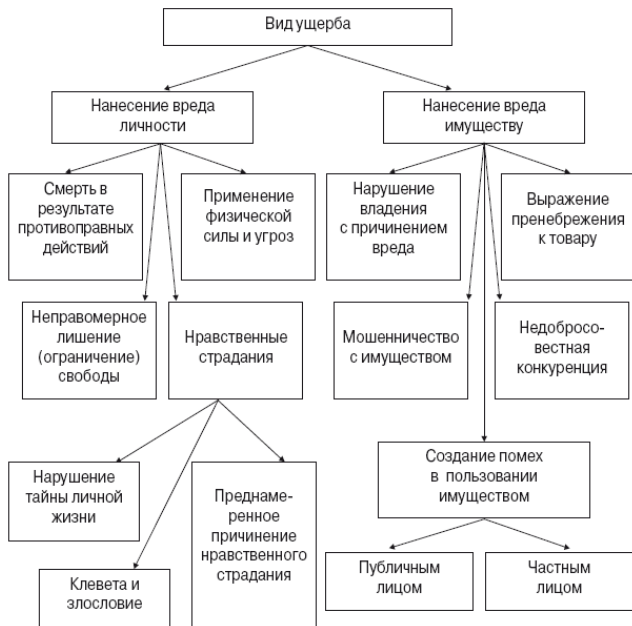 Вид ущерба
Нанесение вреда
личности
Нанесение вреда
имуществу
Смерть в
результате
противоправных
действий
Применение
физической
силы и угроз
Нарушение
владения
с причинением
вреда
Выражение
пренебрежения
к товару
Неправомерное
лишение
(ограничение)
свободы
Нравственные
страдания
Мошенничество
с имуществом
Недобросо-
вестная
конкуренция
Нарушение
тайны личной
жизни
Преднаме-
ренное
причинение
нравственного
страдания
Создание помех
в пользовании
имуществом
Клевета и
злословие
Публичным
лицом
Частным
лицом